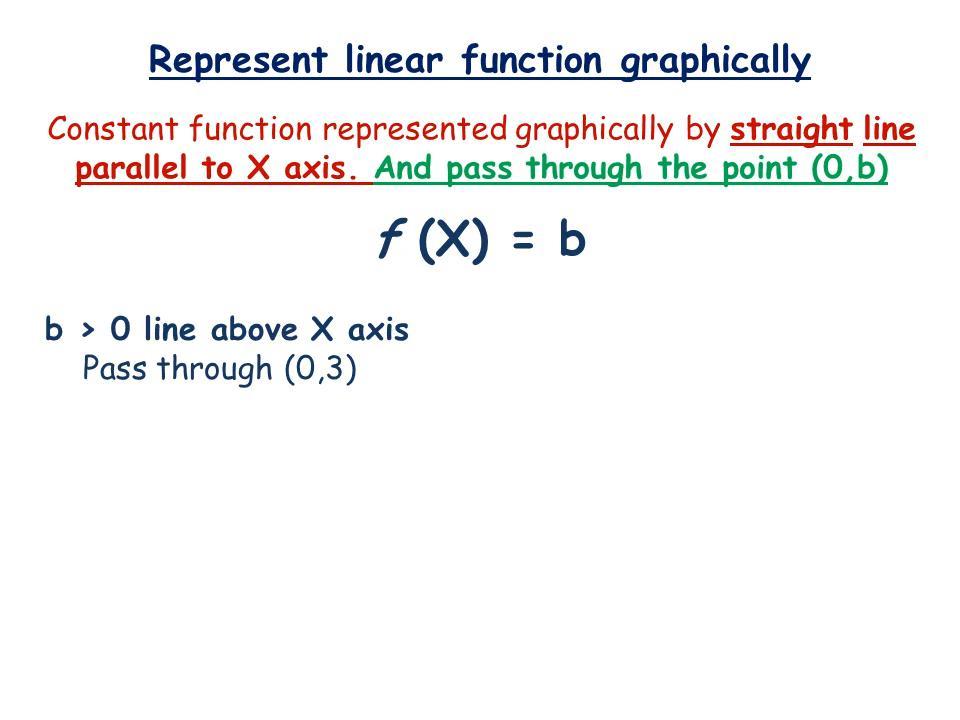 Represent linear function graphically
Constant function represented graphically by straight line
parallel to X axis. And pass through the point (0,b)
f (X) = b
b > 0 line above X axis
Pass through (0,3)